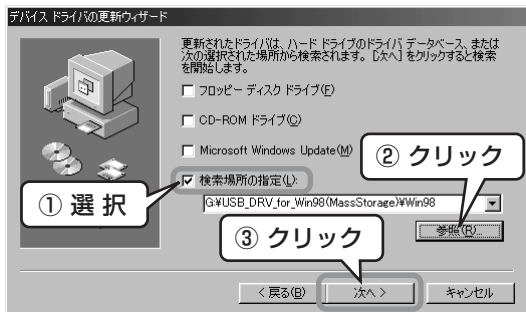 デバイス ドライバの更新ウィザード
更新されたドライバは、ハード ドライブのドライバ データベース、または
次の選択された場所から検索されます。[次へ] をクリックすると検索
を開始します。
フロッピー ディスク ドライブ(F)
CD-ROM ドライブ(C)
Microsoft Windows Update(M)
② クリック
検索場所の指定(L):
① 選 択
G:¥USB_DRV_for_Win98(MassStorage)¥Win98
参照(R)...
③ クリック
< 戻る(B)
次へ >
キャンセル